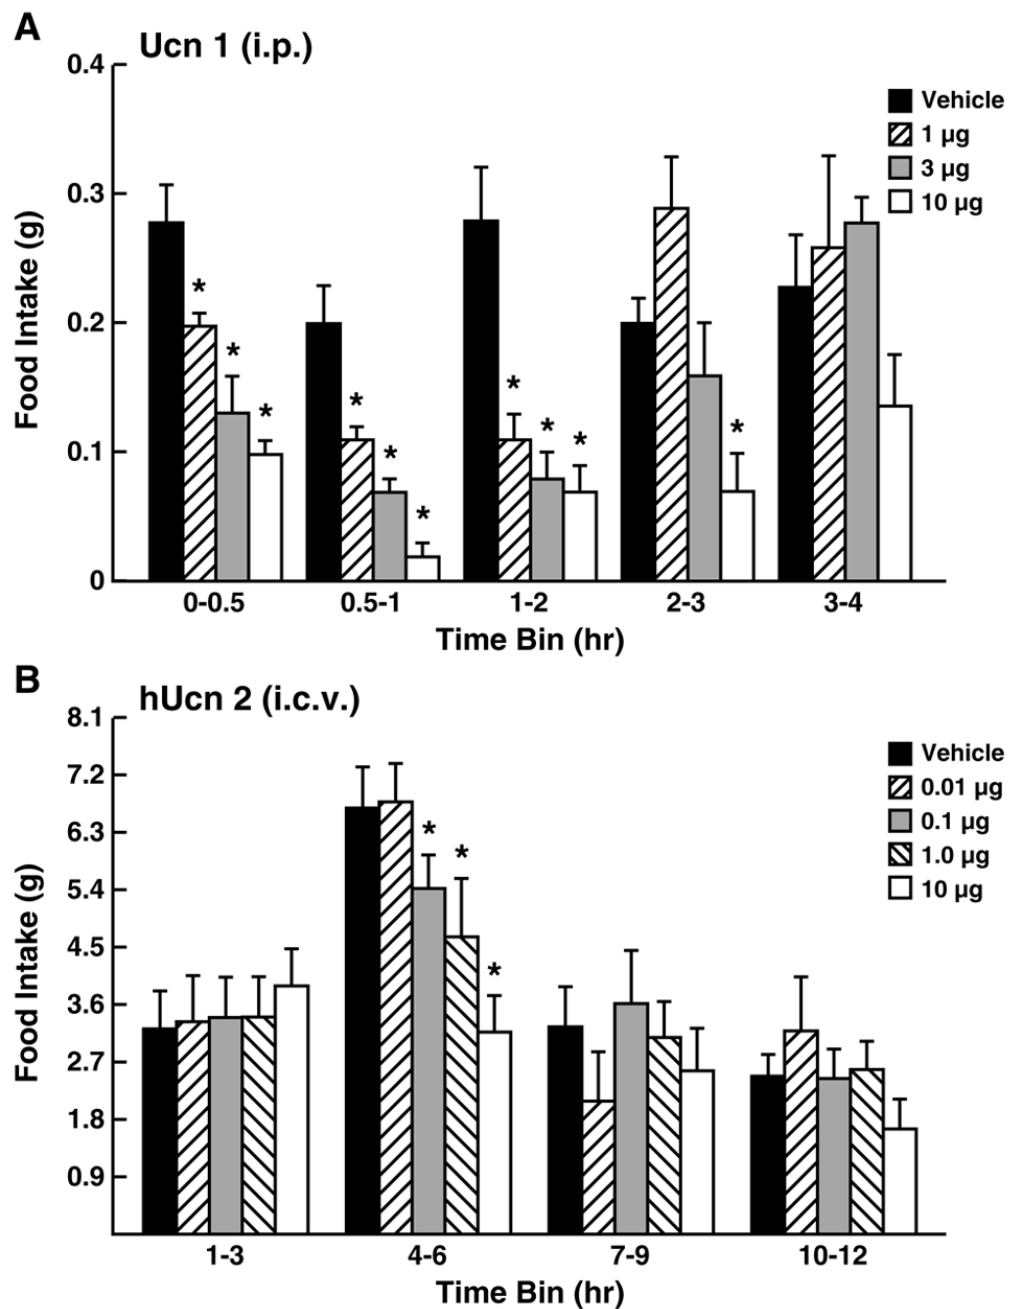 A
Ucn 1 (i.p.)
0.4
0.3
0.2
0.1
0
Food Intake (g)
Vehicle
1 µg
3 µg
10 µg
* * *
* * *
* * *
*
0-0.5 0.5-1 1-2 2-3 3-4
Time Bin (hr)
B
hUcn 2 (i.c.v.)
8.1
7.2
6.3
5.4
4.5
3.6
2.7
1.8
0.9
Food Intake (g)
Vehicle
0.01 µg
0.1 µg
1.0 µg
10 µg
* * *
1-3 4-6 7-9 10-12
Time Bin (hr)